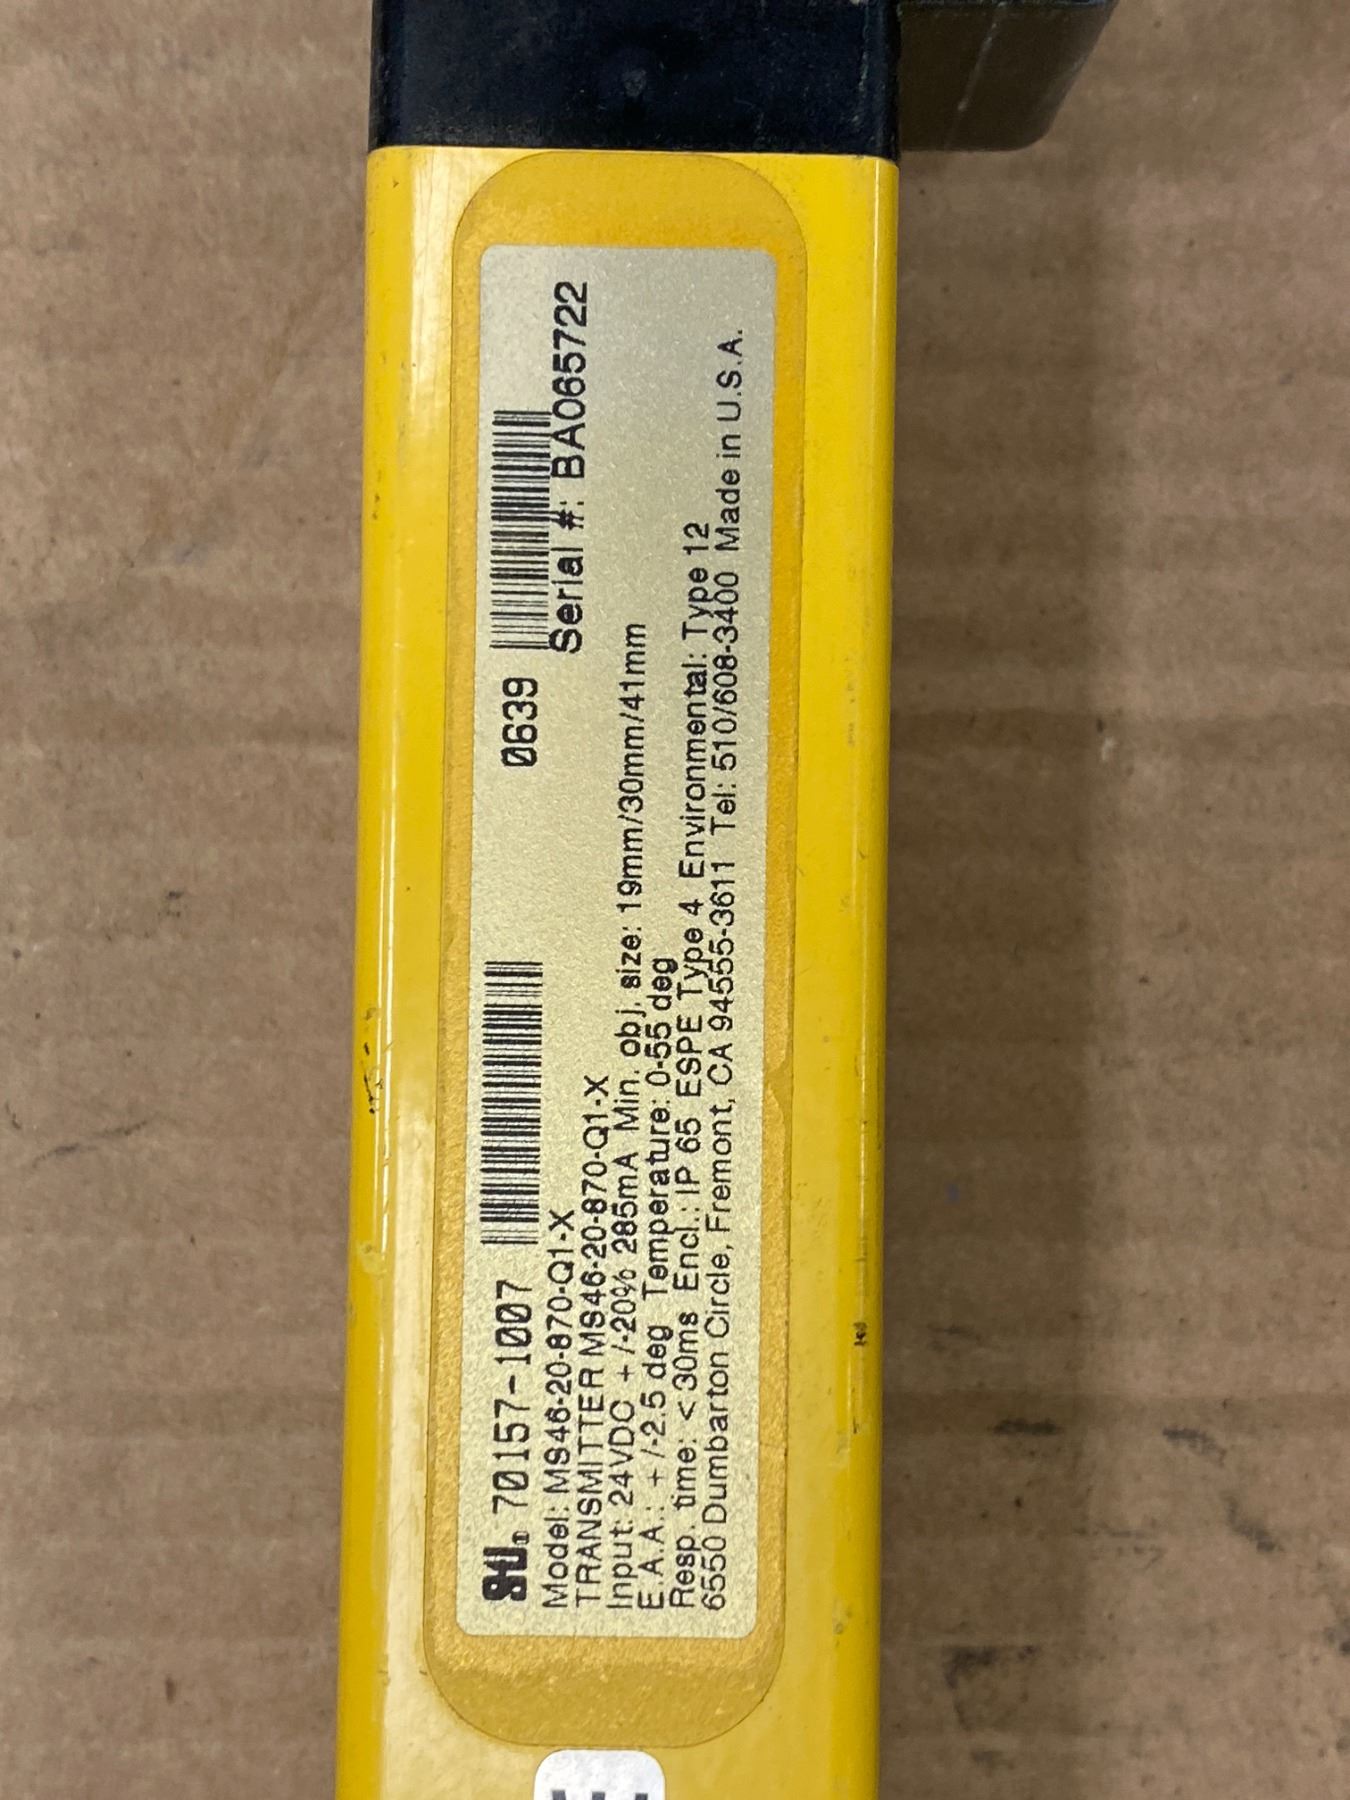 STI® 70157-1007 0639
Serial #: BA065722
Model: MS46-20-870-Q1-X
TRANSMITTER MS46-20-870-Q1-X
Input: 24VDC +/-20% 285mA Min. obj. size: 19mm/30mm/41mm
E.A.A.: +/-2.5 deg Temperature: 0-55 deg
Resp. time: <30ms Encl.: IP 65 ESPE Type 4 Environmental: Type 12
6550 Dumbarton Circle, Fremont, CA 94555-3611 Tel: 510/608-3400 Made in U.S.A.